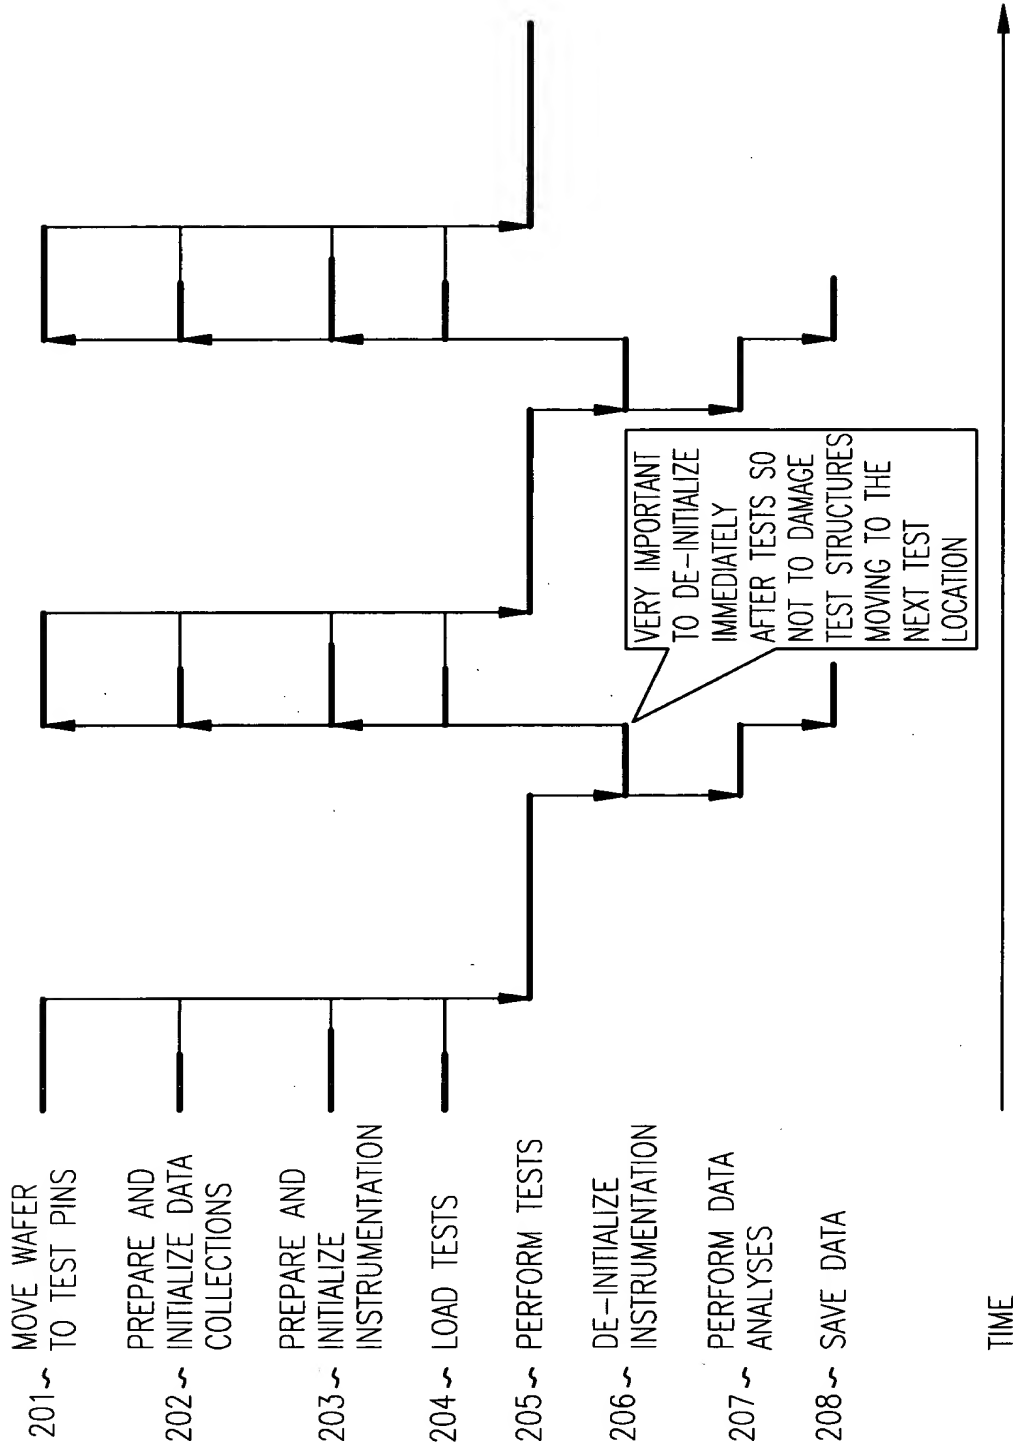 201~ MOVE WAFER
TO TEST PINS
202~ PREPARE AND
INITIALIZE DATA
COLLECTIONS
203~ PREPARE AND
INITIALIZE
INSTRUMENTATION
204~ LOAD TESTS
205~ PERFORM TESTS
206~ DE-INITIALIZE
INSTRUMENTATION
207~ PERFORM DATA
ANALYSES
208~ SAVE DATA
VERY IMPORTANT
TO DE-INITIALIZE
IMMEDIATELY
AFTER TESTS SO
NOT TO DAMAGE
TEST STRUCTURES
MOVING TO THE
NEXT TEST
LOCATION
TIME